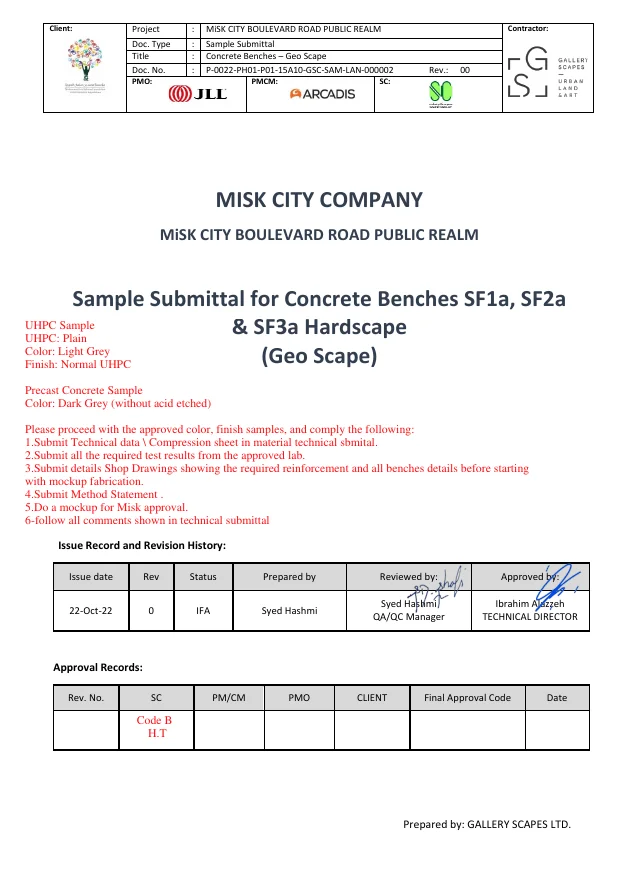 Client:
Project : MiSK CITY BOULEVARD ROAD PUBLIC REALM
Contractor:
Doc. Type : Sample Submittal
Title : Concrete Benches – Geo Scape
Doc. No. : P-0022-PH01-P01-15A10-GSC-SAM-LAN-000002 Rev.: 00
PMO:
JLL
PMCM:
ARCADIS
SC:
SC
GS
GALLERY
SCAPES
URBAN
LAND
&ART
MISK CITY COMPANY
MiSK CITY BOULEVARD ROAD PUBLIC REALM
Sample Submittal for Concrete Benches SF1a, SF2a
& SF3a Hardscape
(Geo Scape)
UHPC Sample
UHPC: Plain
Color: Light Grey
Finish: Normal UHPC
Precast Concrete Sample
Color: Dark Grey (without acid etched)
Please proceed with the approved color, finish samples, and comply the following:
1.Submit Technical data \ Compression sheet in material technical sbmital.
2.Submit all the required test results from the approved lab.
3.Submit details Shop Drawings showing the required reinforcement and all benches details before starting
with mockup fabrication.
4.Submit Method Statement .
5.Do a mockup for Misk approval.
6-follow all comments shown in technical submittal
Issue Record and Revision History:
Issue date Rev Status Prepared by Reviewed by: Approved by:
22-Oct-22 0 IFA Syed Hashmi Syed Hashmi Ibrahim Alazzeh
QA/QC Manager TECHNICAL DIRECTOR
Approval Records:
Rev. No. SC PM/CM PMO CLIENT Final Approval Code Date
Code B
H.T
Prepared by: GALLERY SCAPES LTD.